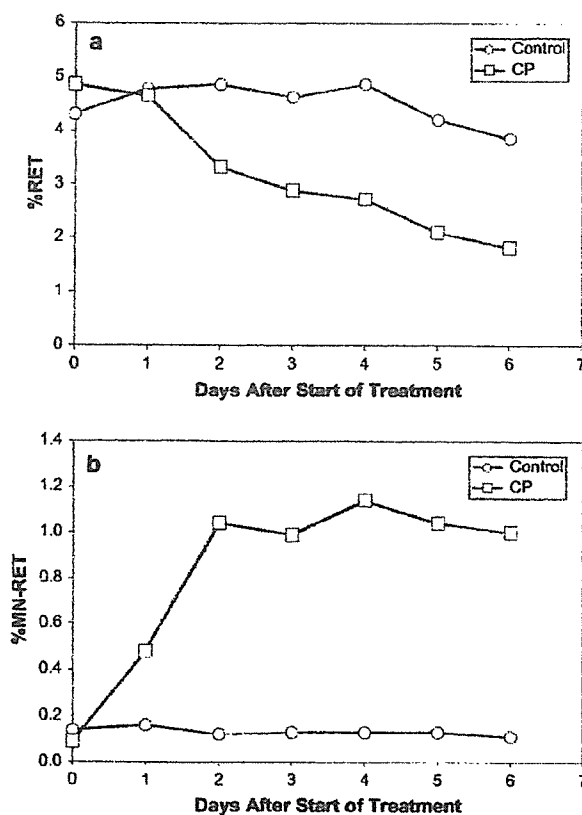 a
Control
CP
6
5
4
3
2
1
0
%RET
0 1 2 3 4 5 6 7
Days After Start of Treatment
b
Control
CP
1.4
1.2
1.0
0.8
0.6
0.4
0.2
0.0
%MN-RET
0 1 2 3 4 5 6 7
Days After Start of Treatment